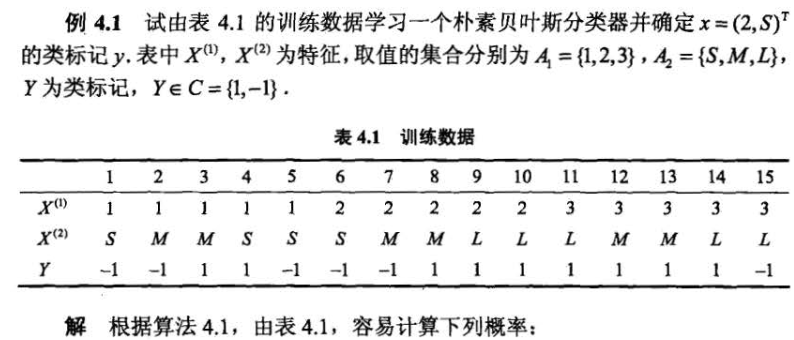 例 4.1 试由表 4.1 的训练数据学习一个朴素贝叶斯分类器并确定 x = (2,S)ᵀ
的类标记 y. 表中 X⁽¹⁾, X⁽²⁾ 为特征, 取值的集合分别为 A₁ = {1,2,3}, A₂ = {S,M,L},
Y 为类标记, Y ∈ C = {1,−1}.
表 4.1 训练数据
1 2 3 4 5 6 7 8 9 10 11 12 13 14 15
X⁽¹⁾ 1 1 1 1 1 2 2 2 2 2 3 3 3 3 3
X⁽²⁾ S M M S S S M M L L L M M L L
Y −1 −1 1 1 −1 −1 −1 1 1 1 1 1 1 1 −1
解 根据算法 4.1, 由表 4.1, 容易计算下列概率: